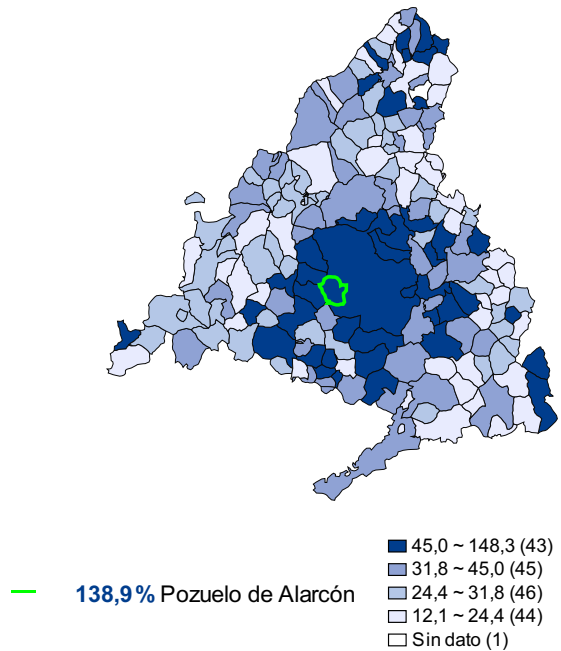 45,0 ~ 148,3 (43)
31,8 ~ 45,0 (45)
24,4 ~ 31,8 (46)
12,1 ~ 24,4 (44)
Sin dato (1)
138,9% Pozuelo de Alarcón